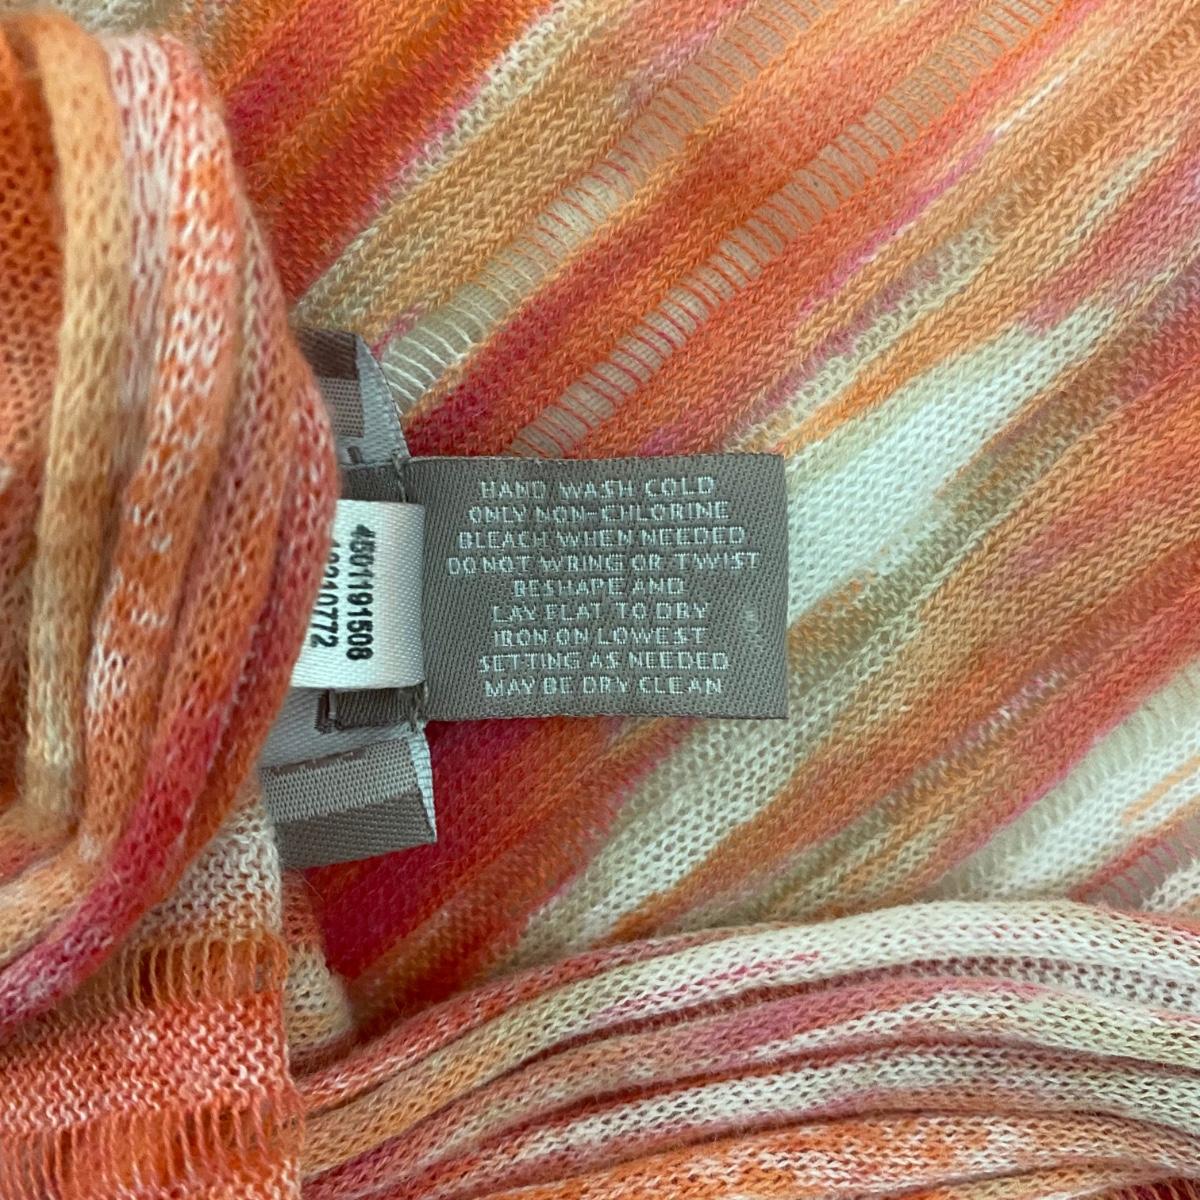 HAND WASH COLD
ONLY NON-CHLORINE
BLEACH WHEN NEEDED
DO NOT WRING OR TWIST
RESHAPE AND
LAY FLAT TO DRY
IRON ON LOWEST
SETTING AS NEEDED
MAY BE DRY CLEAN
4501191508